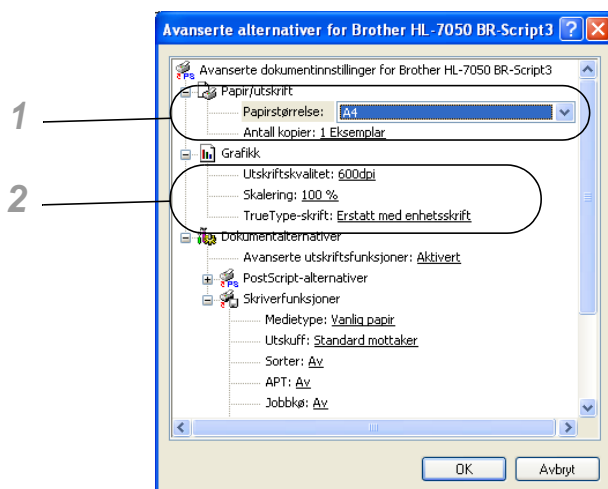 Avanserte alternativer for Brother HL-7050 BR-Script3
Avanserte dokumentinnstillinger for Brother HL-7050 BR-Script3
Papir/utskrift
1
Papirstørrelse: A4
Antall kopier: 1 Eksemplar
Grafikk
Utskriftskvalitet: 600dpi
2
Skalering: 100 %
TrueType-skrift: Erstatt med enhetsskrift
Dokumentalternativer
Avanserte utskriftsfunksjoner: Aktivert
PostScript-alternativer
Skriverfunksjoner
Medietype: Vanlig papir
Utskuff: Standard mottaker
Sorter: Av
APT: Av
Jobbkø: Av
OK Avbryt